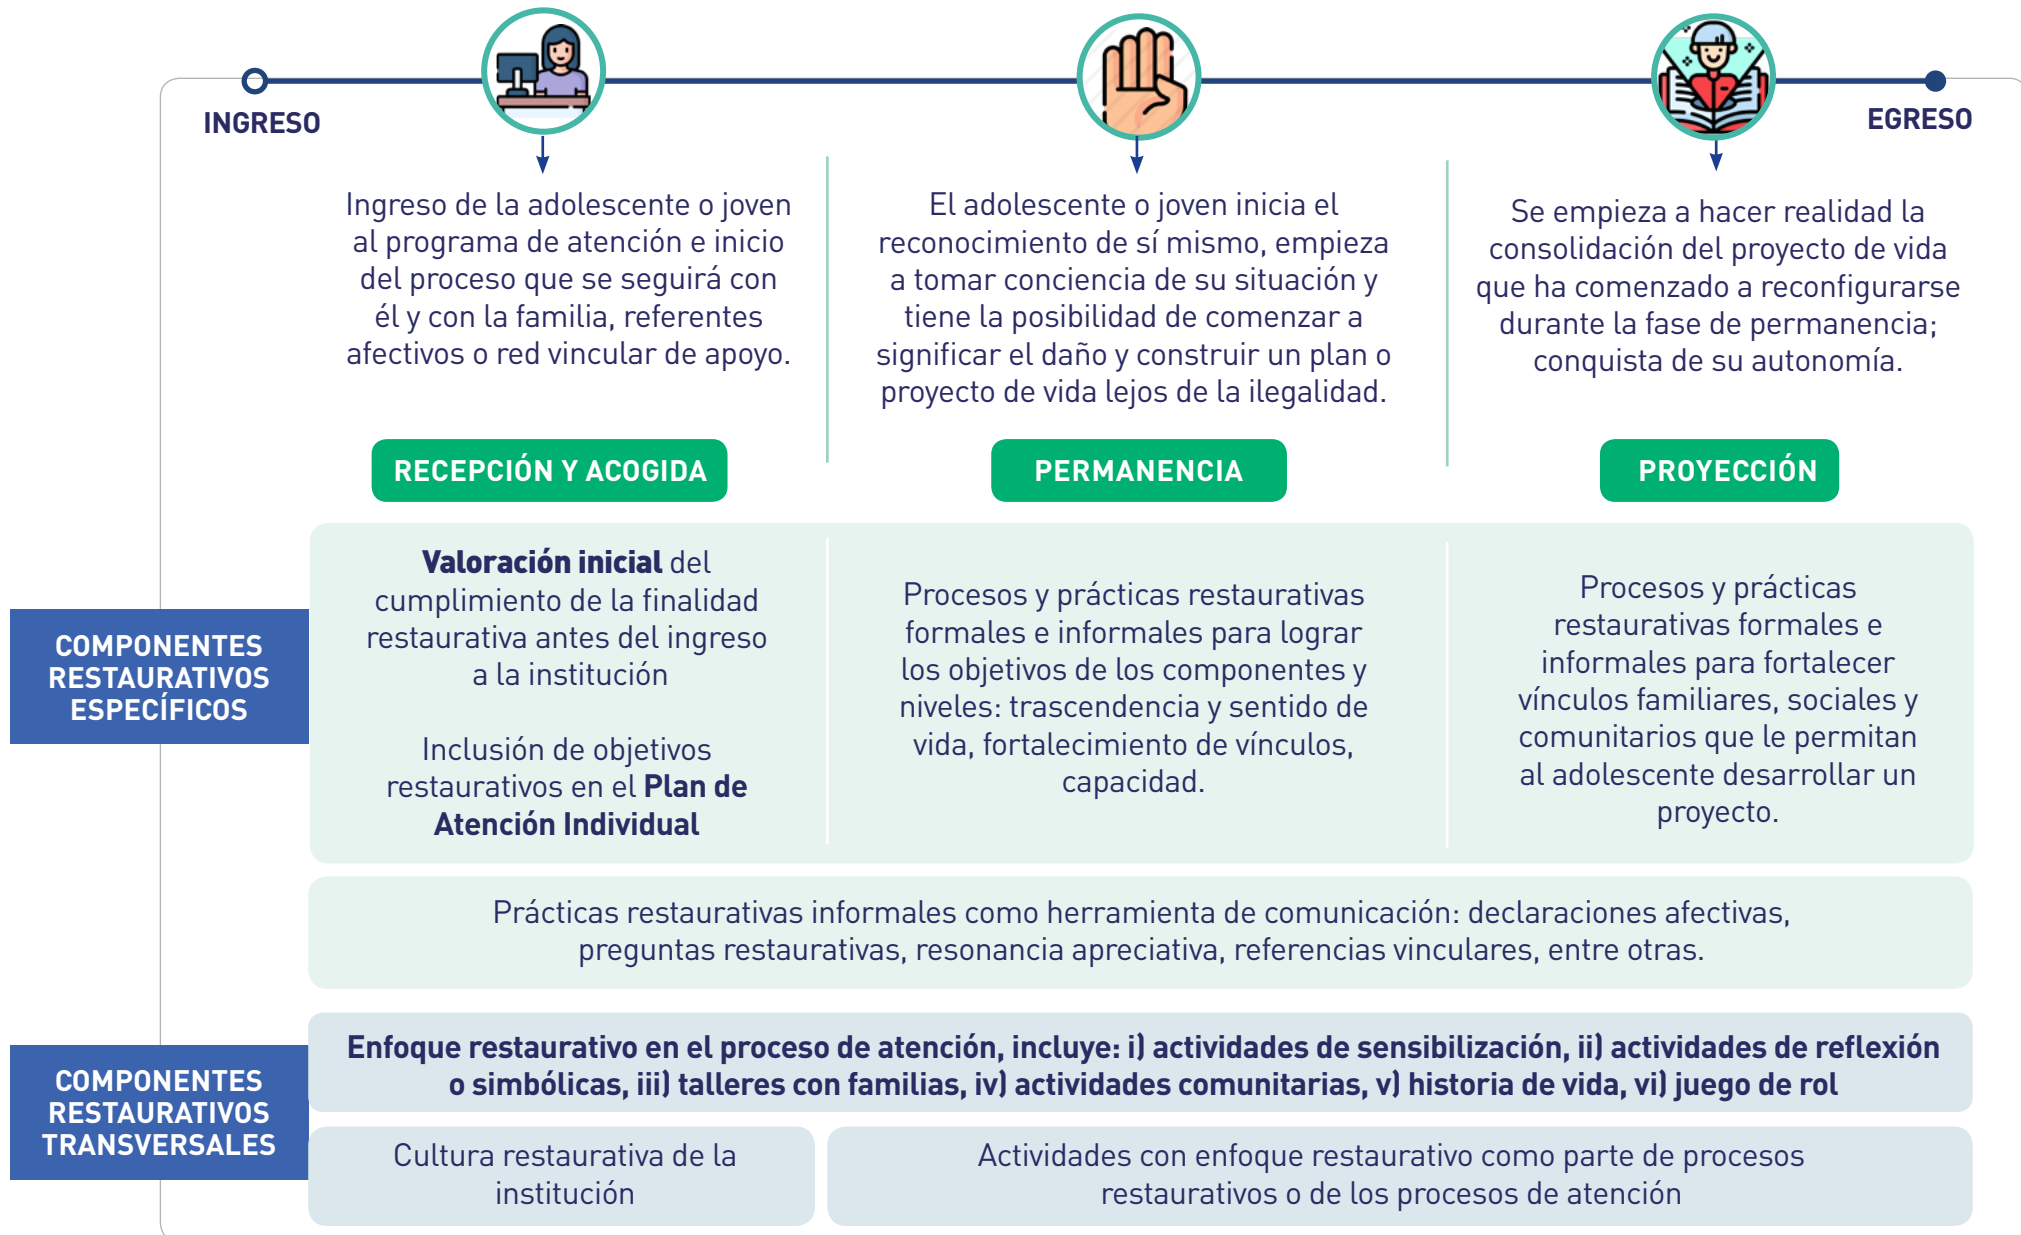 INGRESO
EGRESO
Ingreso de la adolescente o joven
al programa de atención e inicio
del proceso que se seguirá con
él y con la familia, referentes
afectivos o red vincular de apoyo.
El adolescente o joven inicia el
reconocimiento de sí mismo, empieza
a tomar conciencia de su situación y
tiene la posibilidad de comenzar a
significar el daño y construir un plan o
proyecto de vida lejos de la ilegalidad.
Se empieza a hacer realidad la
consolidación del proyecto de vida
que ha comenzado a reconfigurarse
durante la fase de permanencia;
conquista de su autonomía.
RECEPCIÓN Y ACOGIDA
PERMANENCIA
PROYECCIÓN
COMPONENTES
RESTAURATIVOS
ESPECÍFICOS
Valoración inicial del
cumplimiento de la finalidad
restaurativa antes del ingreso
a la institución
Inclusión de objetivos
restaurativos en el Plan de
Atención Individual
Procesos y prácticas restaurativas
formales e informales para lograr
los objetivos de los componentes y
niveles: trascendencia y sentido de
vida, fortalecimiento de vínculos,
capacidad.
Procesos y prácticas
restaurativas formales e
informales para fortalecer
vínculos familiares, sociales y
comunitarios que le permitan
al adolescente desarrollar un
proyecto.
Prácticas restaurativas informales como herramienta de comunicación: declaraciones afectivas,
preguntas restaurativas, resonancia apreciativa, referencias vinculares, entre otras.
COMPONENTES
RESTAURATIVOS
TRANSVERSALES
Enfoque restaurativo en el proceso de atención, incluye: i) actividades de sensibilización, ii) actividades de reflexión
o simbólicas, iii) talleres con familias, iv) actividades comunitarias, v) historia de vida, vi) juego de rol
Cultura restaurativa de la
institución
Actividades con enfoque restaurativo como parte de procesos
restaurativos o de los procesos de atención